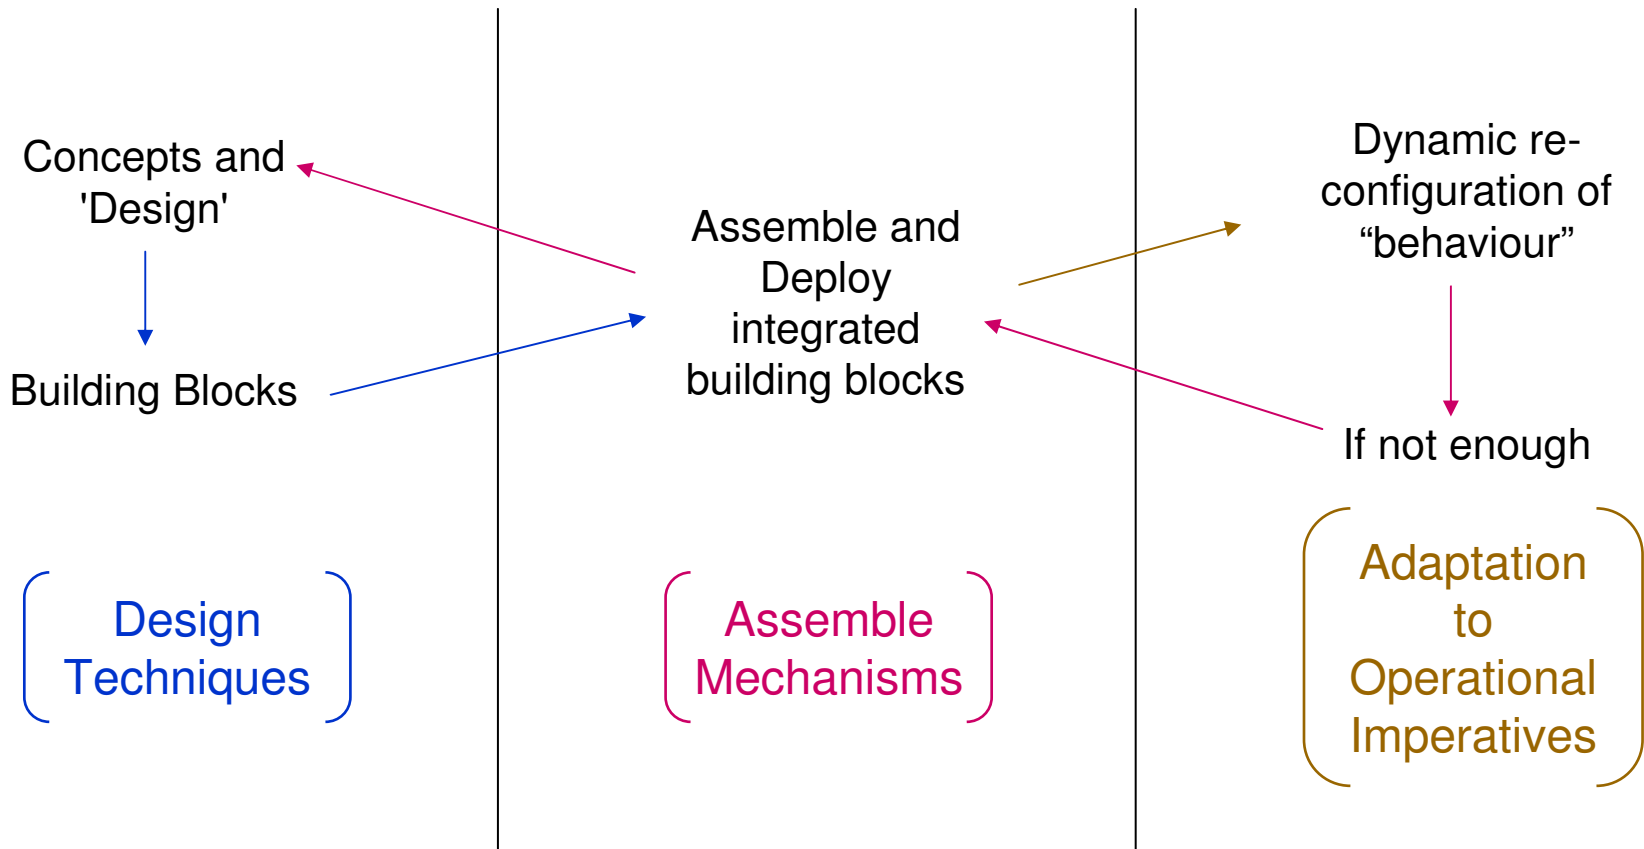 Concepts and
'Design'
Building Blocks
Design
Techniques
Assemble and
Deploy
integrated
building blocks
Assemble
Mechanisms
Dynamic re-
configuration of
“behaviour”
If not enough
Adaptation
to
Operational
Imperatives